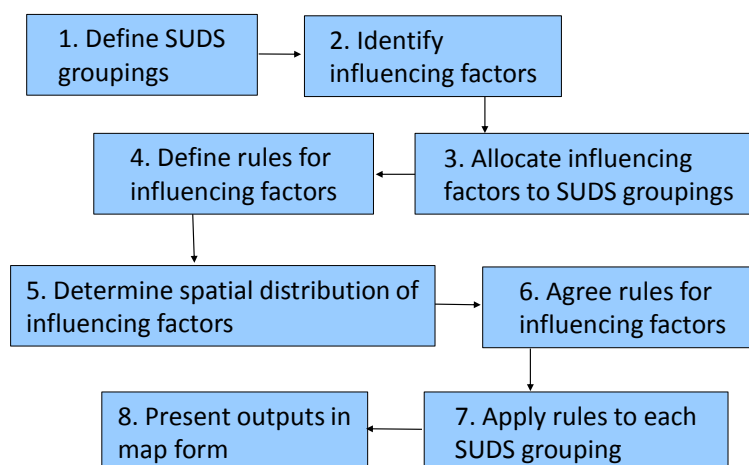 1. Define SUDS
groupings
2. Identify
influencing factors
3. Allocate influencing
factors to SUDS groupings
4. Define rules for
influencing factors
5. Determine spatial distribution of
influencing factors
6. Agree rules for
influencing factors
7. Apply rules to each
SUDS grouping
8. Present outputs in
map form